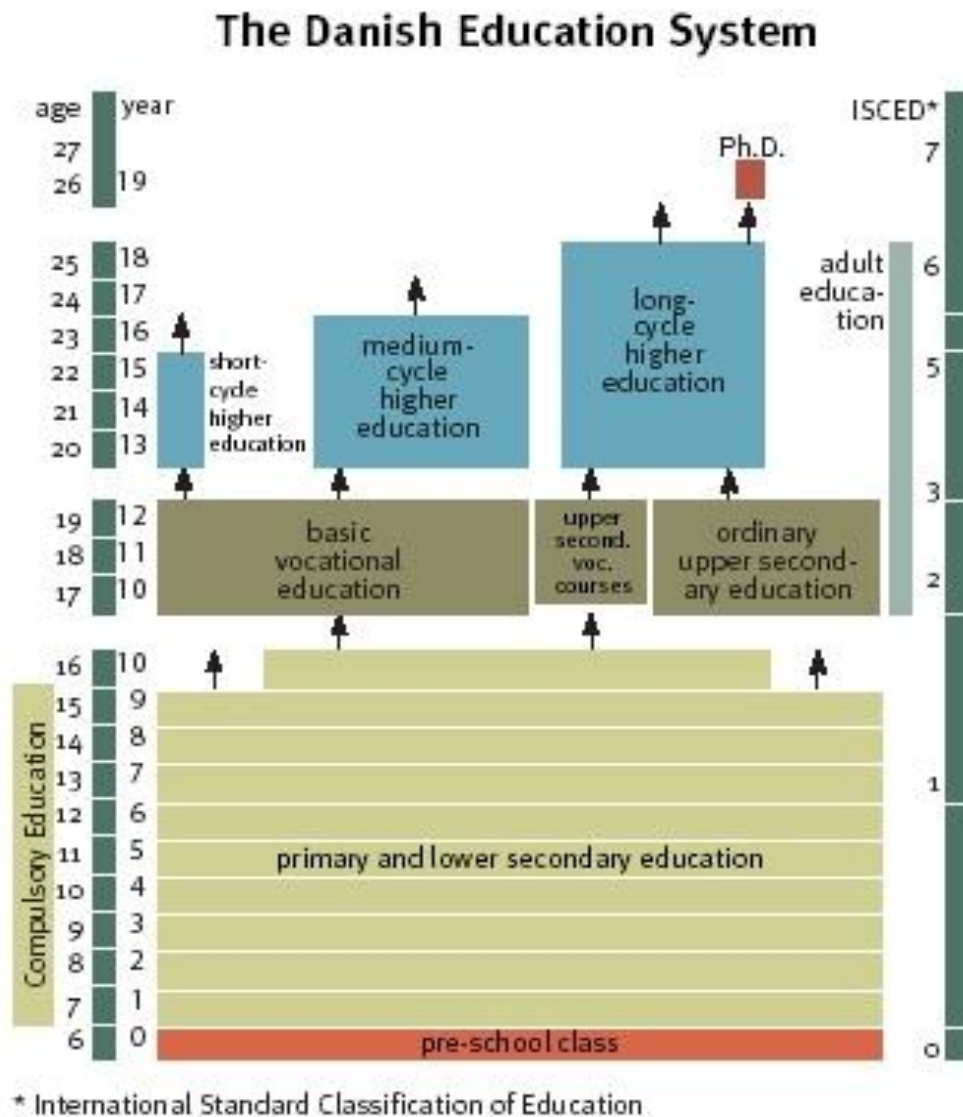 The Danish Education System
age year ISCED*
27 7
26 19
Ph.D.
25 18 6
24 17
23 16
22 15 5
21 14
20 13
adult
educa-
tion
short-
cycle
higher
education
medium-
cycle
higher
education
long-
cycle
higher
education
19 12 3
18 11
17 10 2
basic
vocational
education
upper
second.
voc.
courses
ordinary
upper second-
ary education
16 10
15 9
14 8
13 7 1
12 6
11 5
10 4
9 3
8 2
7 1
6 0 0
Compulsory Education
primary and lower secondary education
pre-school class
* International Standard Classification of Education